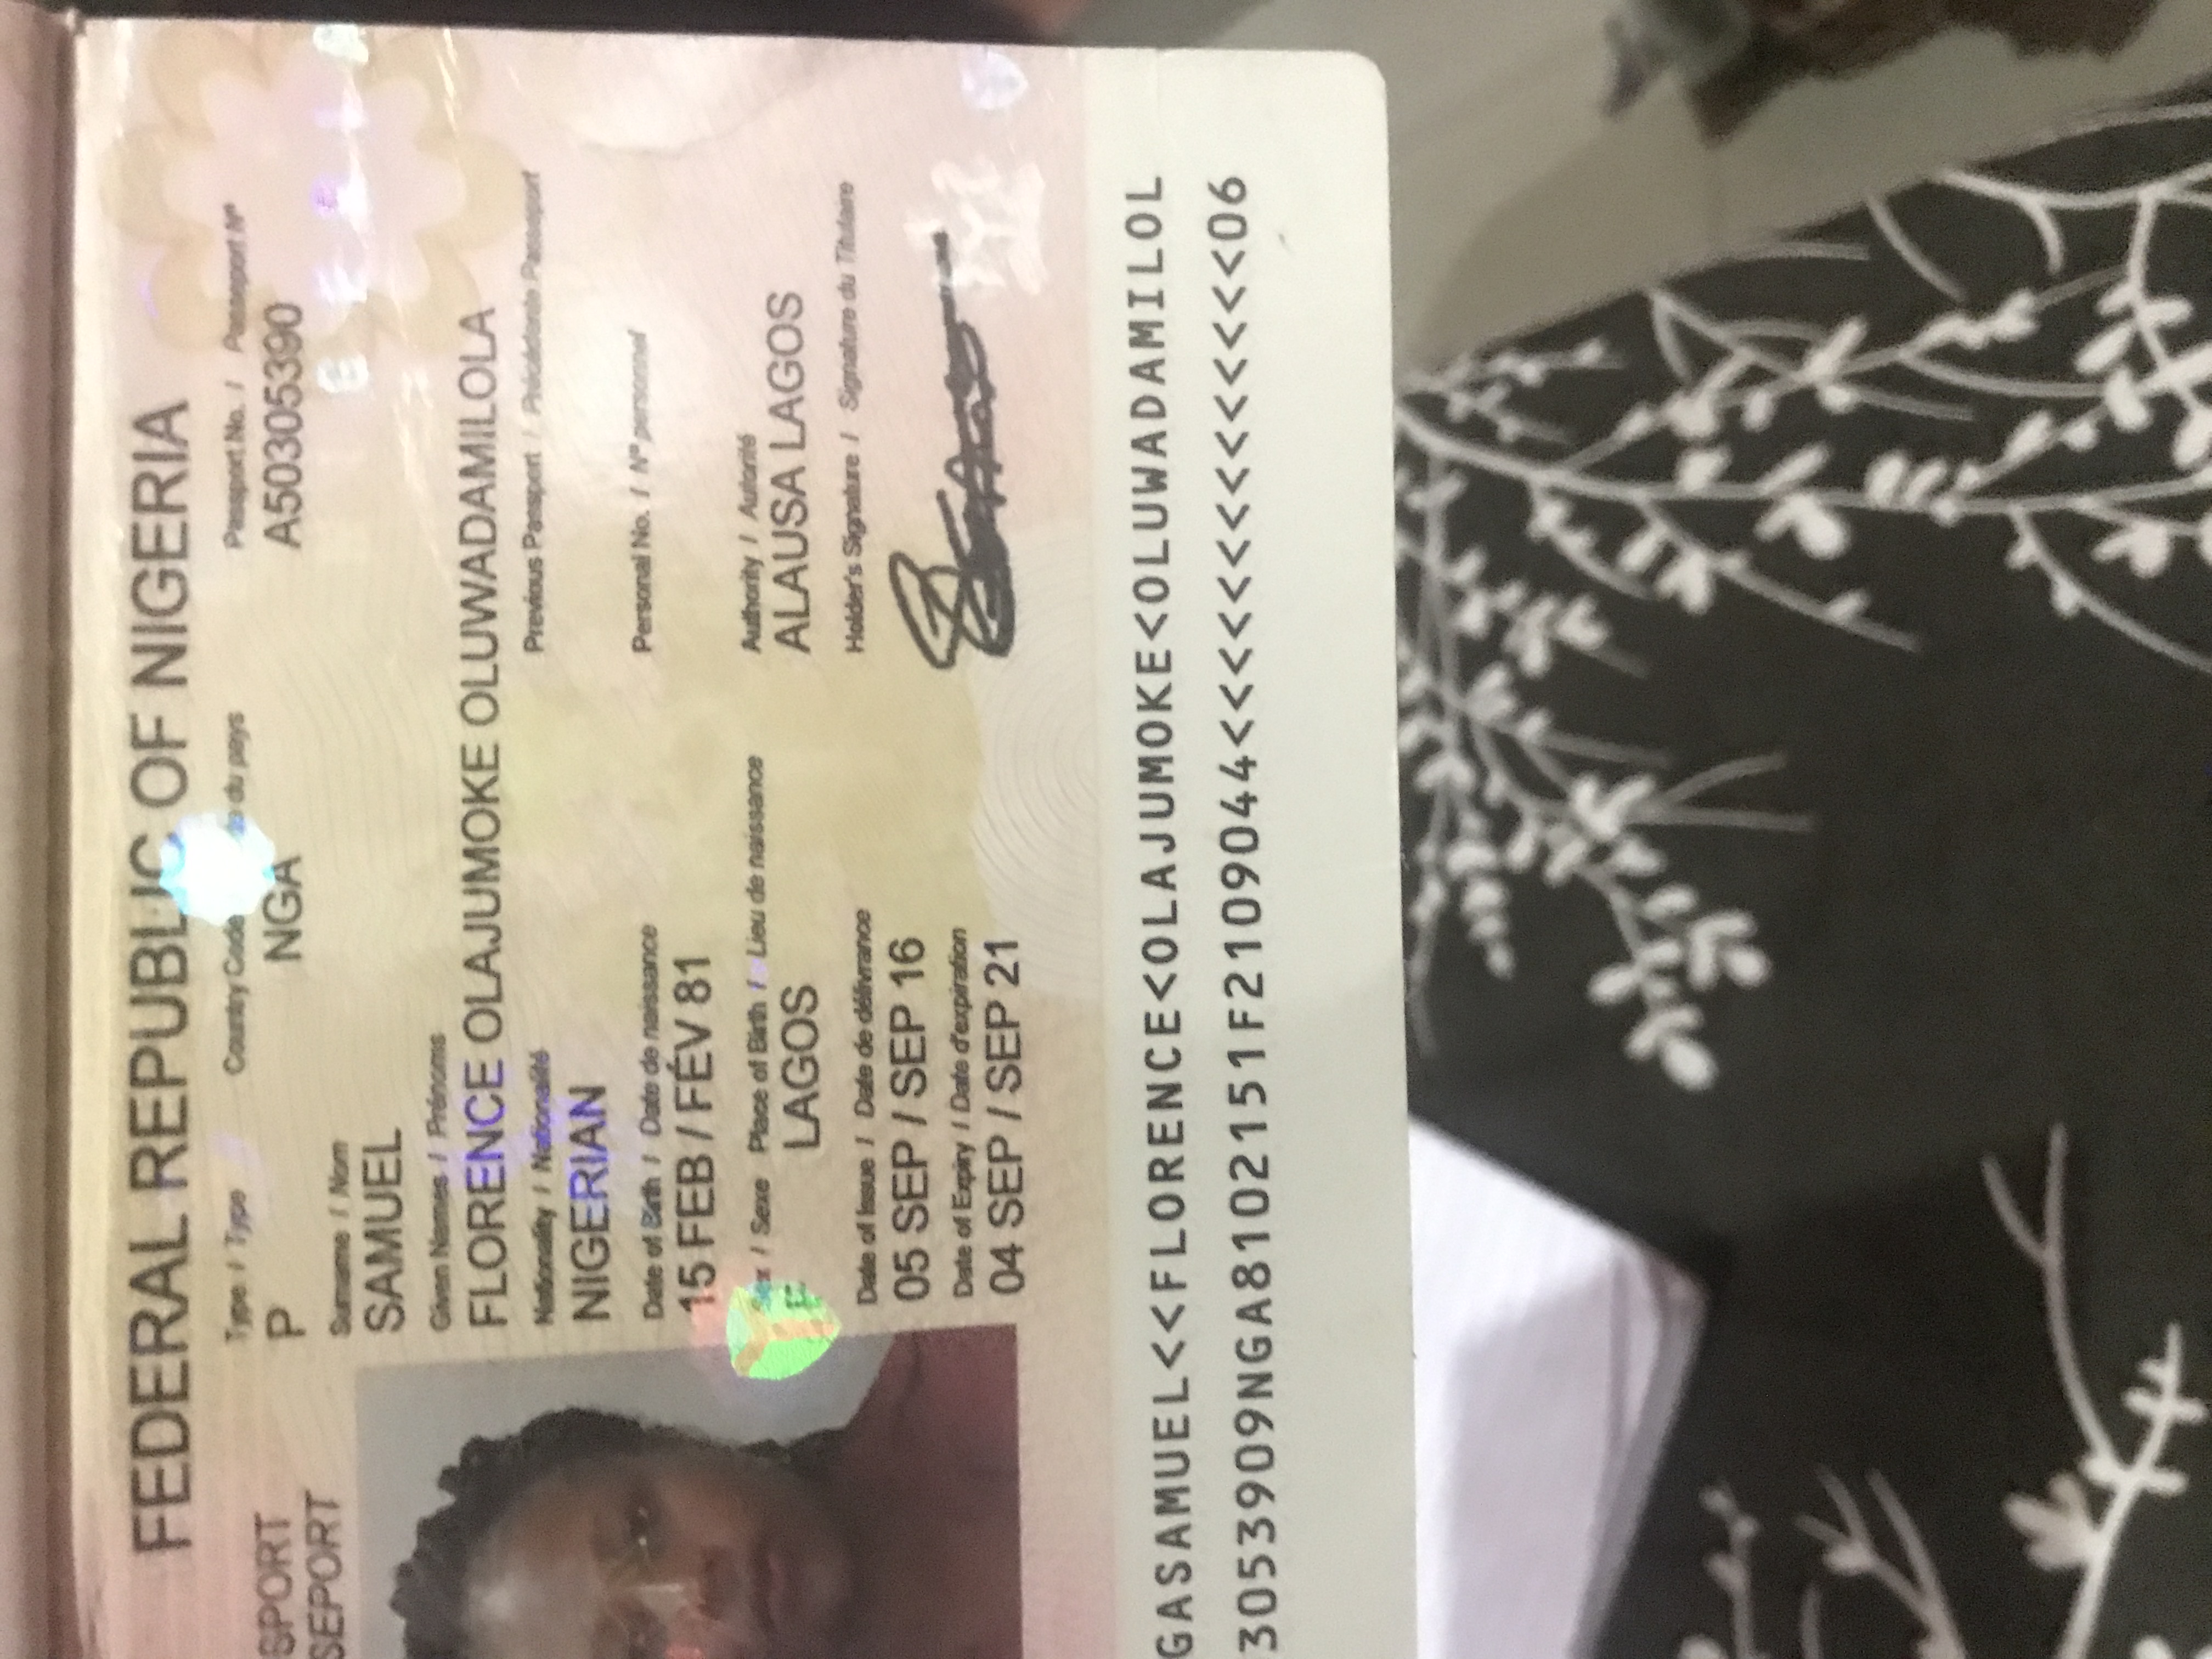 FEDERAL REPUBLIC OF NIGERIA
Type / Type Country Code du pays Passport No. / Passeport Nº
SPORT P NGA A50305390
SEPORT
Surname / Nom
SAMUEL
Given Names / Prénoms
FLORENCE OLAJUMOKE OLUWADAMILOLA
Nationality / Nationalité Previous Passport / Précédente Passeport
NIGERIAN
Date of Birth / Date de naissance Personal No. / Nº personnel
15 FEB / FÉV 81
Sex / Sexe Place of Birth / Lieu de naissance Authority / Autorité
F LAGOS ALAUSA LAGOS
Date of Issue / Date de délivrance Holder's Signature / Signature du Titulaire
05 SEP / SEP 16
Date of Expiry / Date d'expiration
04 SEP / SEP 21
GASAMUEL<<FLORENCE<OLAJUMOKE<OLUWADAMILOL
3053909NGA8102151F2109044<<<<<<<<<<<<<<06